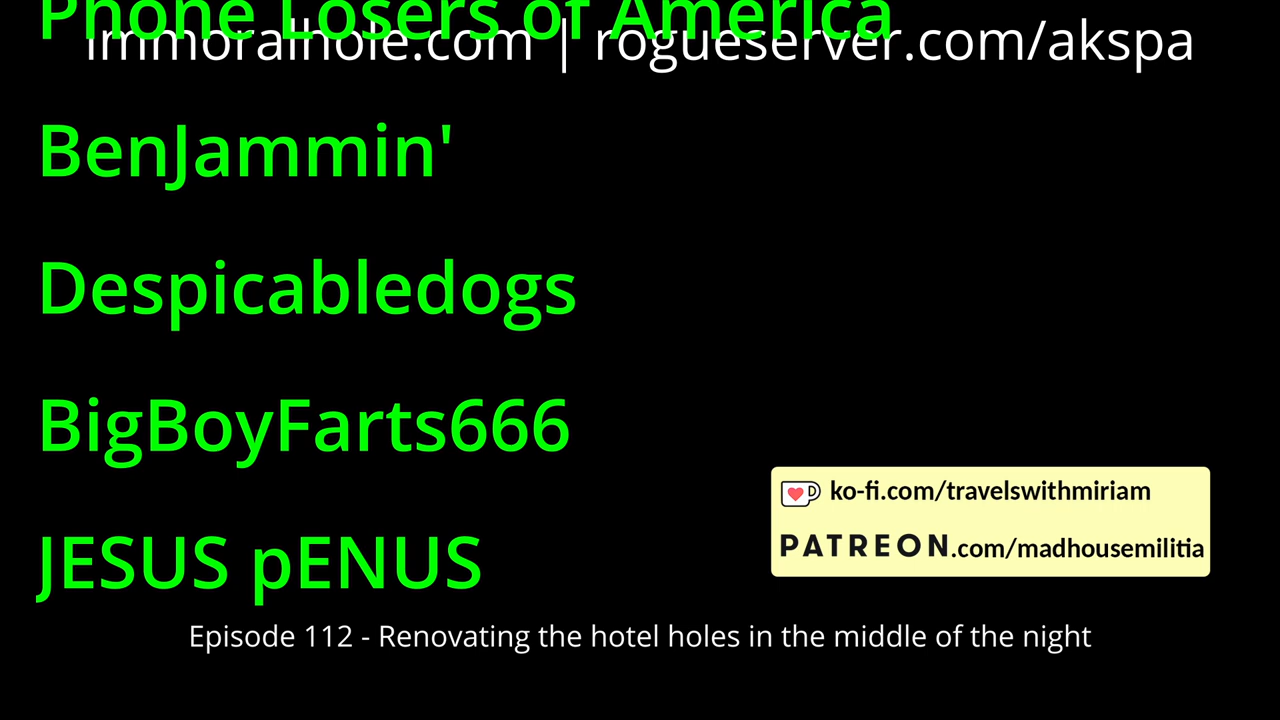 Phone Losers of America
immoralhole.com | rogueserver.com/akspa
BenJammin'
Despicabledogs
BigBoyFarts666
ko-fi.com/travelswithmiriam
PATREON.com/madhousemilitia
JESUS pENUS
Episode 112 - Renovating the hotel holes in the middle of the night